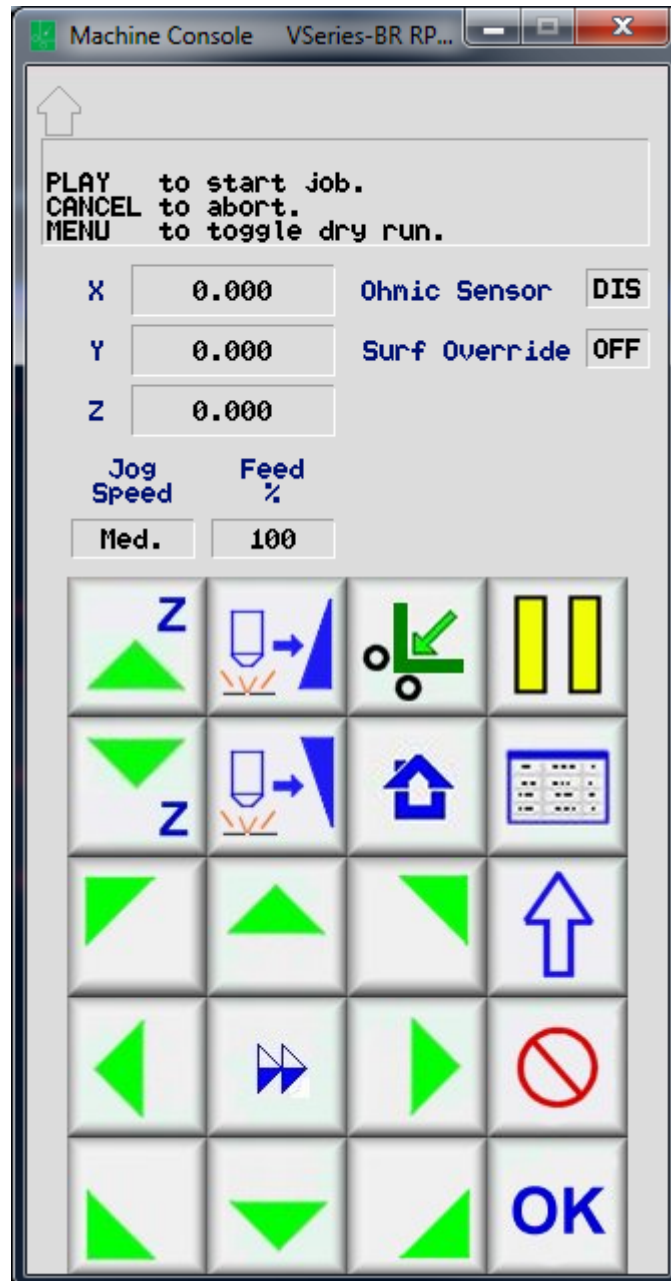 Machine Console VSeries-BR RP...
PLAY to start job.
CANCEL to abort.
MENU to toggle dry run.
X 0.000 Ohmic Sensor DIS
Y 0.000 Surf Override OFF
Z 0.000
Jog Feed
Speed %
Med. 100
Z
Z
OK